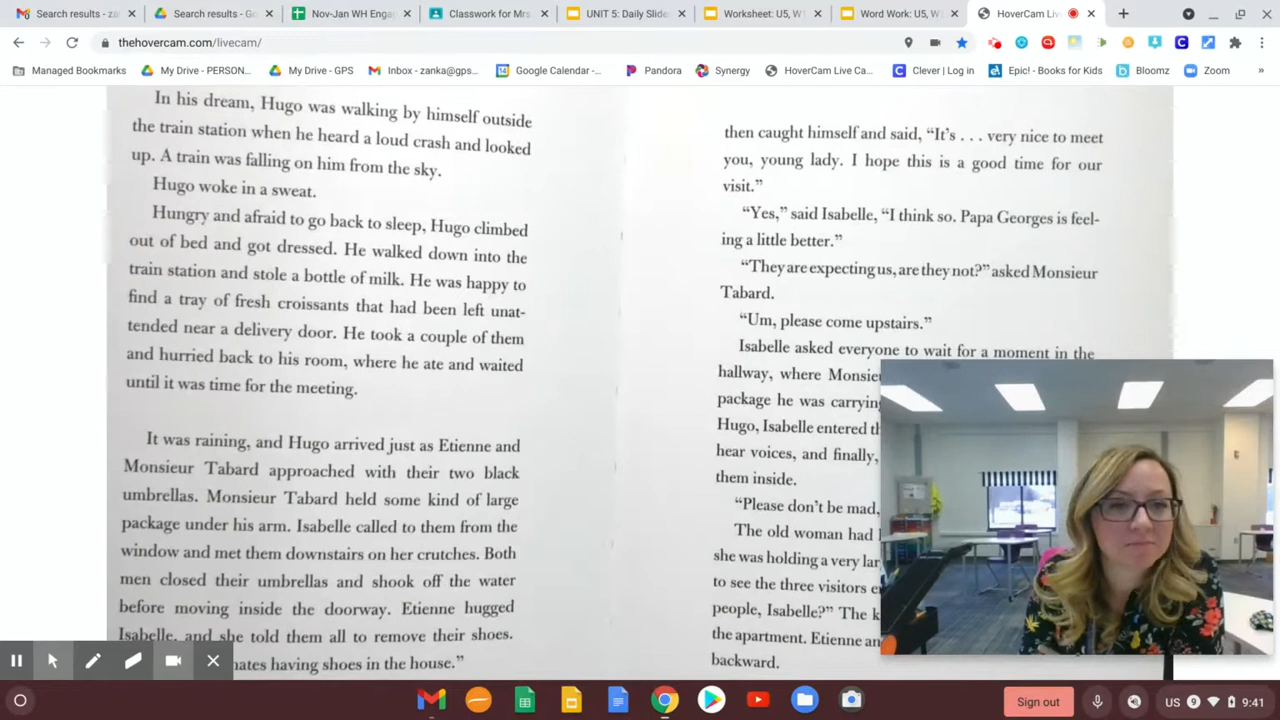 Search results - za
Search results - Go
Nov-Jan WH Enga
Classwork for Mrs
UNIT 5: Daily Slide
Worksheet: U5, W1
Word Work: U5, W
HoverCam Live
thehovercam.com/livecam/
Managed Bookmarks
My Drive - PERSON...
My Drive - GPS
Inbox - zanka@gps...
Google Calendar -...
Pandora
Synergy
HoverCam Live Ca...
Clever | Log in
Epic! - Books for Kids
Bloomz
Zoom
»
In his dream, Hugo was walking by himself outside
the train station when he heard a loud crash and looked
up. A train was falling on him from the sky.
Hugo woke in a sweat.
Hungry and afraid to go back to sleep, Hugo climbed
out of bed and got dressed. He walked down into the
train station and stole a bottle of milk. He was happy to
find a tray of fresh croissants that had been left unat-
tended near a delivery door. He took a couple of them
and hurried back to his room, where he ate and waited
until it was time for the meeting.
It was raining, and Hugo arrived just as Etienne and
Monsieur Tabard approached with their two black
umbrellas. Monsieur Tabard held some kind of large
package under his arm. Isabelle called to them from the
window and met them downstairs on her crutches. Both
men closed their umbrellas and shook off the water
before moving inside the doorway. Etienne hugged
Isabelle, and she told them all to remove their shoes.
hates having shoes in the house.”
then caught himself and said, “It’s . . . very nice to meet
you, young lady. I hope this is a good time for our
visit.”
“Yes,” said Isabelle, “I think so. Papa Georges is feel-
ing a little better.”
“They are expecting us, are they not?” asked Monsieur
Tabard.
“Um, please come upstairs.”
Isabelle asked everyone to wait for a moment in the
hallway, where Monsie
package he was carryin
Hugo, Isabelle entered th
hear voices, and finally,
them inside.
“Please don’t be mad,
The old woman had
she was holding a very lar
to see the three visitors e
people, Isabelle?” The k
the apartment. Etienne an
backward.
Sign out
US
9
9:41